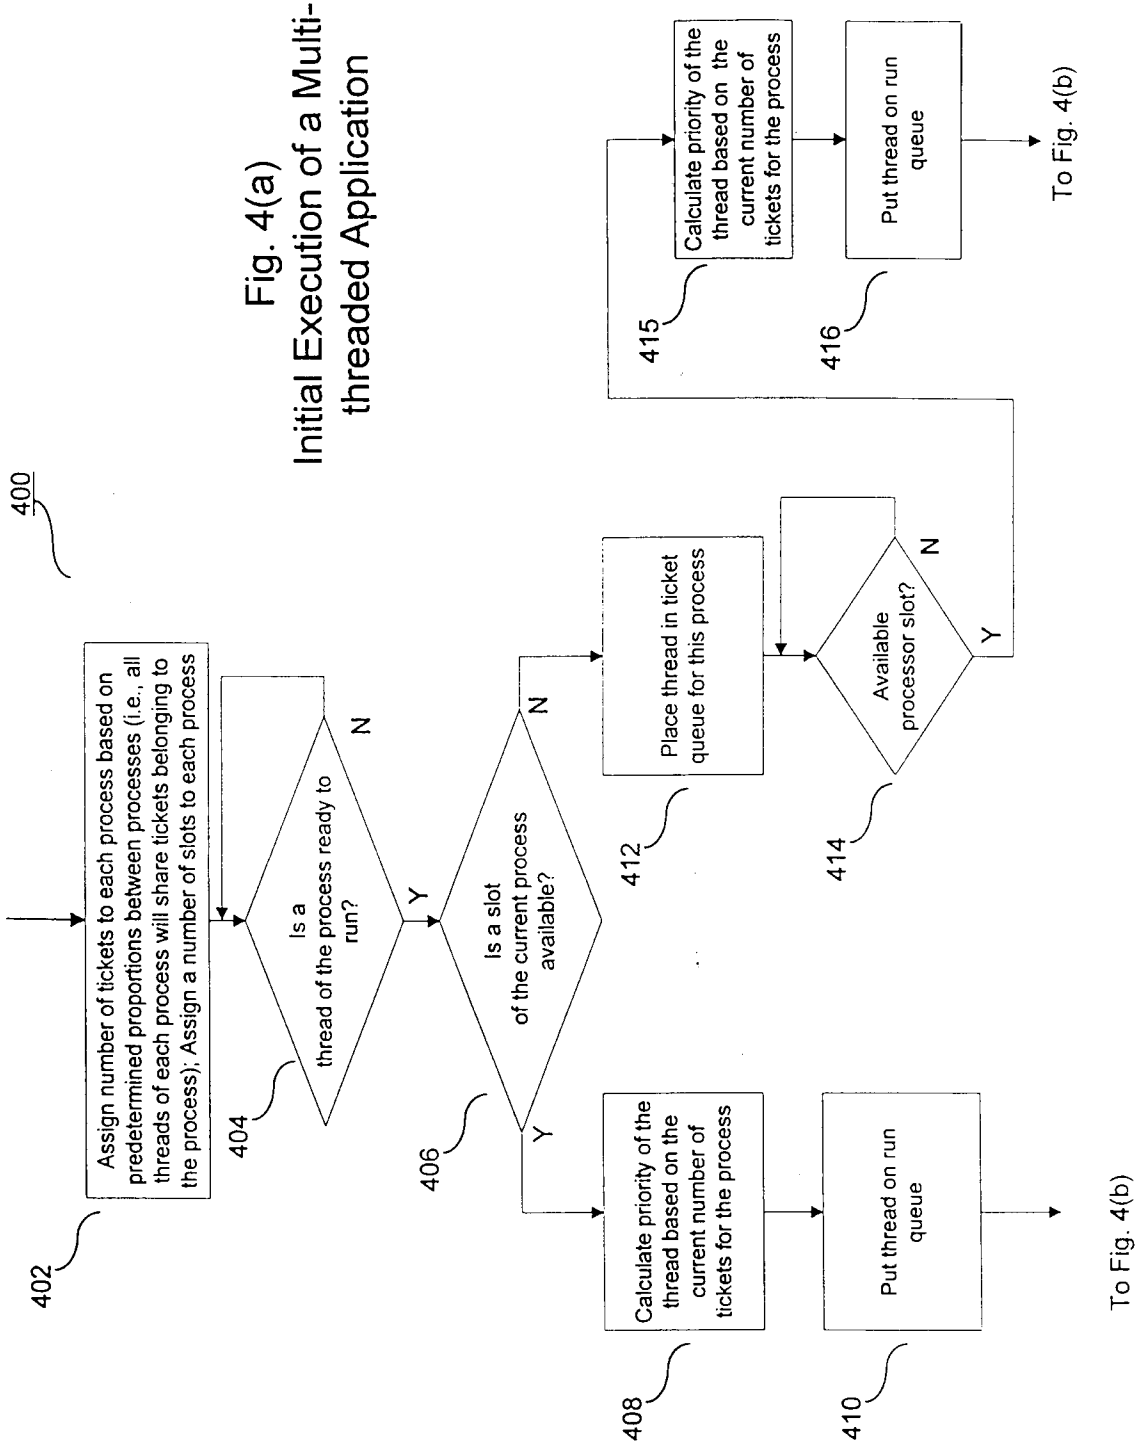 400
Fig. 4(a)
Initial Execution of a Multi-
threaded Application
402
Assign number of tickets to each process based on
predetermined proportions between processes (i.e., all
threads of each process will share tickets belonging to
the process); Assign a number of slots to each process
404
Is a
thread of the process ready to
run?
N
Y
406
Is a slot
of the current process
available?
Y
N
408
Calculate priority of the
thread based on the
current number of
tickets for the process
410
Put thread on run
queue
To Fig. 4(b)
412
Place thread in ticket
queue for this process
414
Available
processor slot?
N
Y
415
Calculate priority of the
thread based on the
current number of
tickets for the process
416
Put thread on run
queue
To Fig. 4(b)